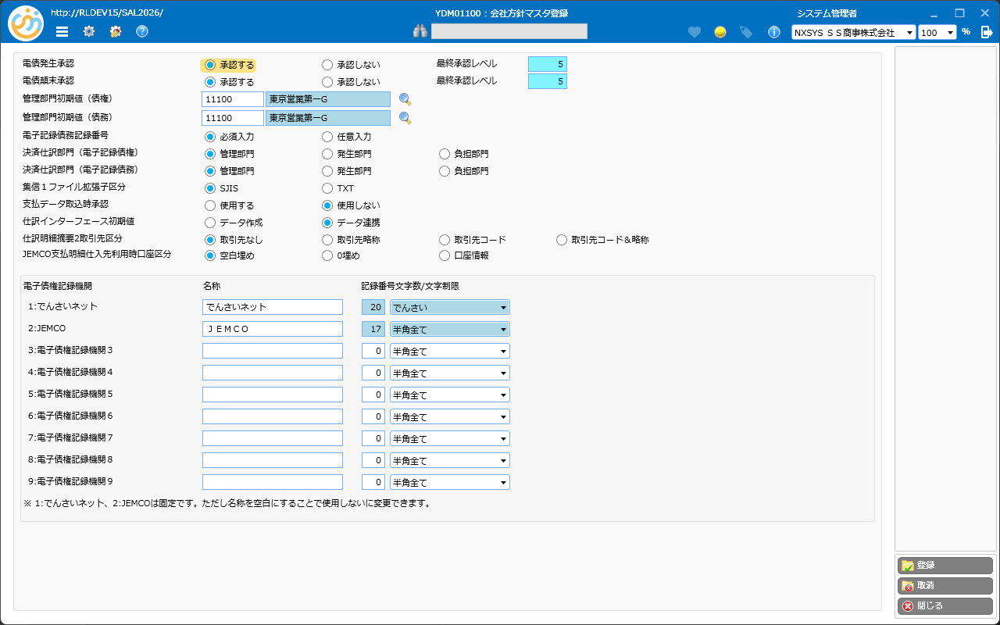 http://RLDEV15/SAL2026/
YDM01100：会社方針マスタ登録
システム管理者
NXSYS ＳＳ商事株式会社 100 %
電債発生承認 承認する 承認しない 最終承認レベル 5
電債顛末承認 承認する 承認しない 最終承認レベル 5
管理部門初期値（債権） 11100 東京営業第一G
管理部門初期値（債務） 11100 東京営業第一G
電子記録債務記録番号 必須入力 任意入力
決済仕訳部門（電子記録債権） 管理部門 発生部門 負担部門
決済仕訳部門（電子記録債務） 管理部門 発生部門 負担部門
集信１ファイル拡張子区分 SJIS TXT
支払データ取込時承認 使用する 使用しない
仕訳インターフェース初期値 データ作成 データ連携
仕訳明細摘要2取引先区分 取引先なし 取引先略称 取引先コード 取引先コード＆略称
JEMCO支払明細仕入先利用時口座区分 空白埋め 0埋め 口座情報
電子債権記録機関 名称 記録番号文字数/文字制限
1:でんさいネット でんさいネット 20 でんさい
2:JEMCO ＪＥＭＣＯ 17 半角全て
3:電子債権記録機関３ 0 半角全て
4:電子債権記録機関４ 0 半角全て
5:電子債権記録機関５ 0 半角全て
6:電子債権記録機関６ 0 半角全て
7:電子債権記録機関７ 0 半角全て
8:電子債権記録機関８ 0 半角全て
9:電子債権記録機関９ 0 半角全て
※ 1:でんさいネット、2:JEMCOは固定です。ただし名称を空白にすることで使用しないに変更できます。
登録
取消
閉じる